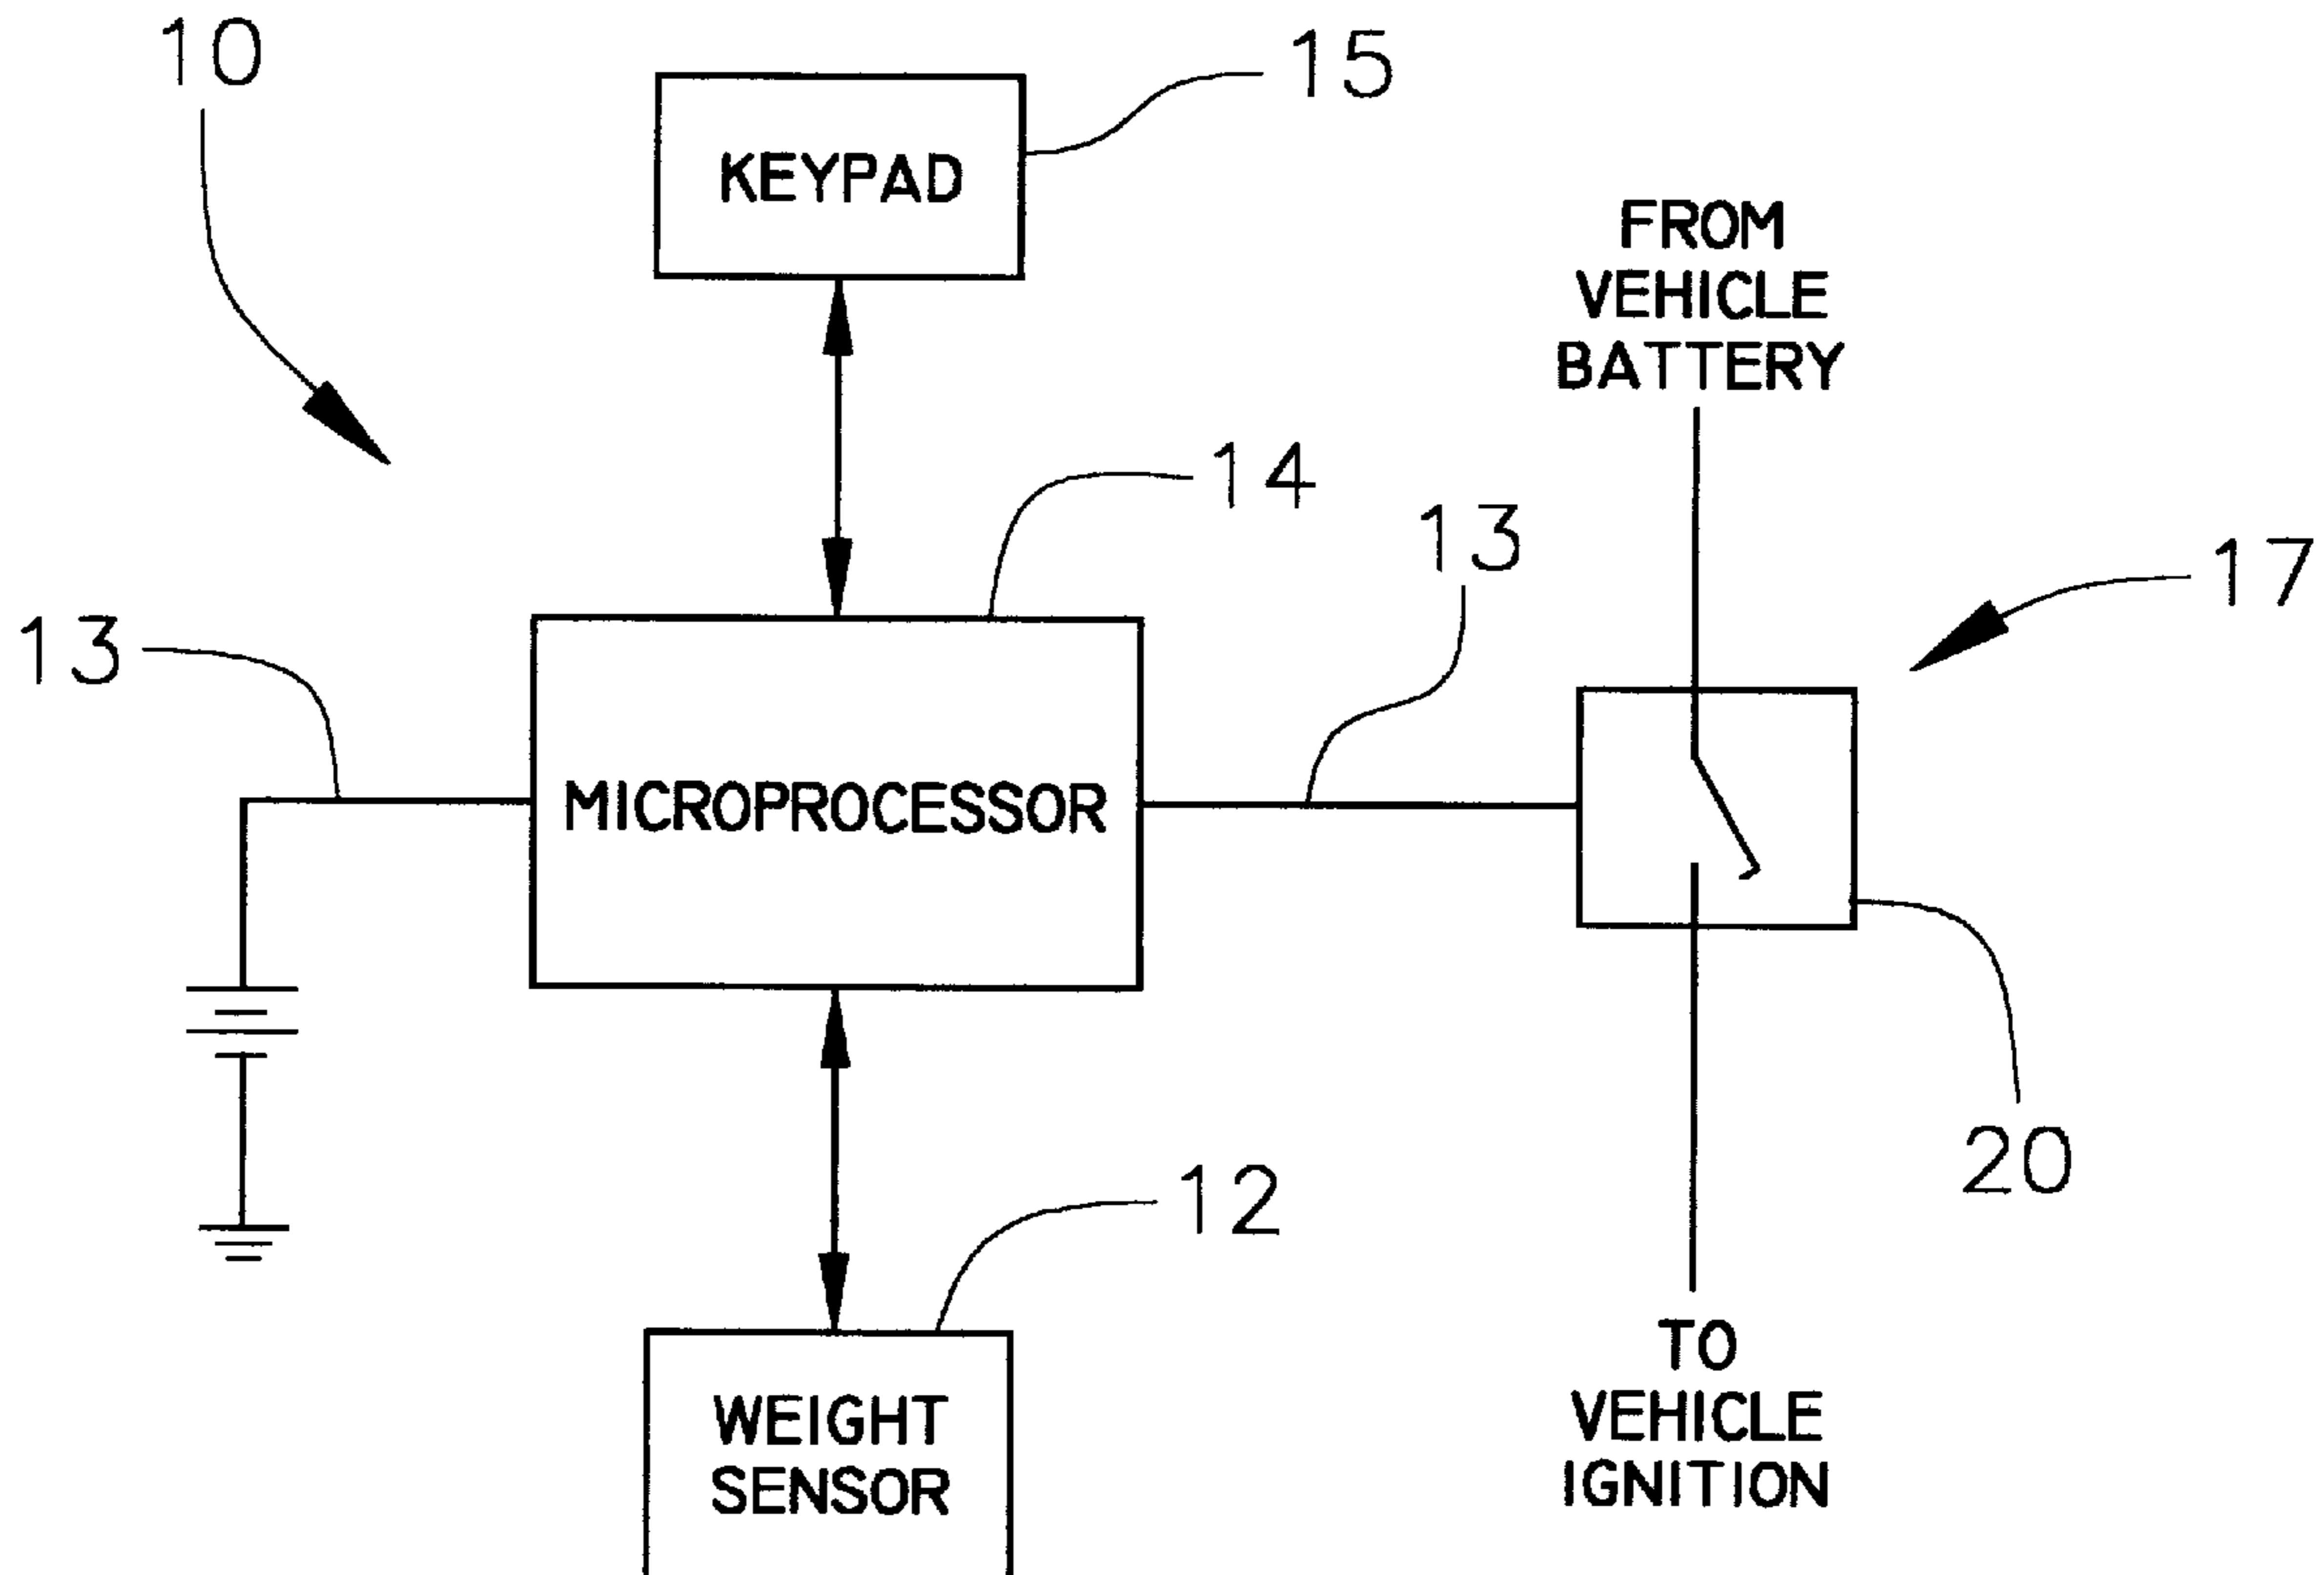 10
15
KEYPAD
FROM
VEHICLE
BATTERY
14
13
17
13
MICROPROCESSOR
20
12
TO
VEHICLE
IGNITION
WEIGHT
SENSOR